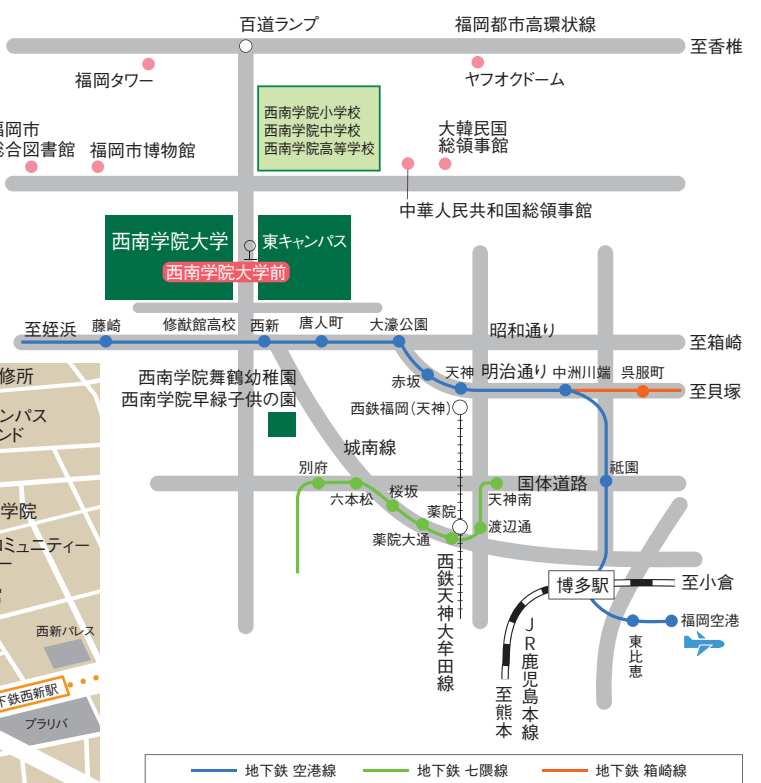 百道ランプ
福岡都市高環状線
至香椎
福岡タワー
ヤフオクドーム
西南学院小学校
西南学院中学校
西南学院高等学校
大韓民国
総領事館
福岡市
総合図書館
福岡市博物館
中華人民共和国総領事館
西南学院大学
東キャンパス
西南学院大学前
至姪浜
藤崎
修猷館高校
西新
唐人町
大濠公園
昭和通り
至箱崎
赤坂
天神
明治通り
中洲川端
呉服町
至貝塚
西南学院舞鶴幼稚園
西南学院早緑子供の園
西鉄福岡(天神)
城南線
別府
六本松
桜坂
薬院
薬院大通
渡辺通
天神南
国体道路
祇園
西鉄天神大牟田線
博多駅
至小倉
福岡空港
東比恵
JR鹿児島本線
至熊本
修所
ンパス
ンド
学院
コミュニティー
ー
西新パレス
下鉄西新駅
プラリバ
地下鉄 空港線
地下鉄 七隈線
地下鉄 箱崎線